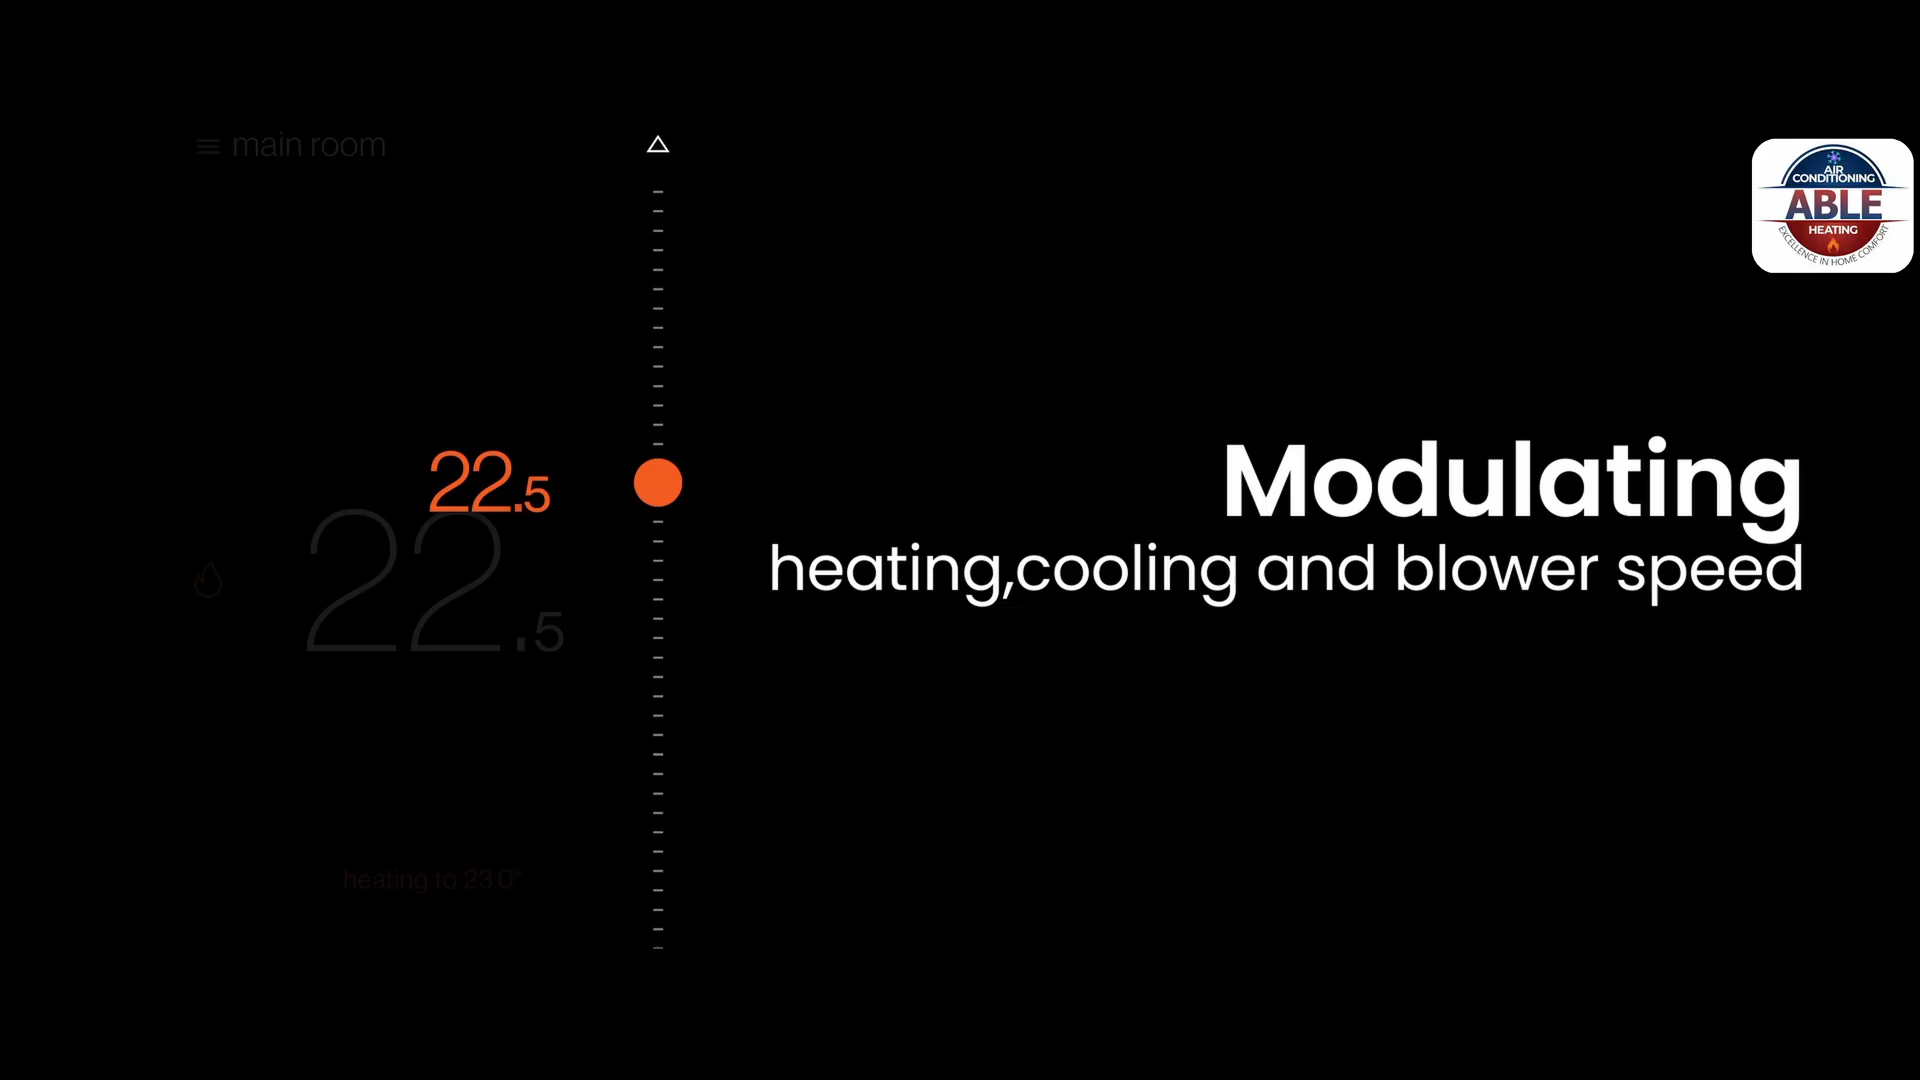 main room
22.5
22.5
heating to 23.0°
Modulating
heating,cooling and blower speed
AIR
CONDITIONING
ABLE
HEATING
EXCELLENCE IN HOME COMFORT